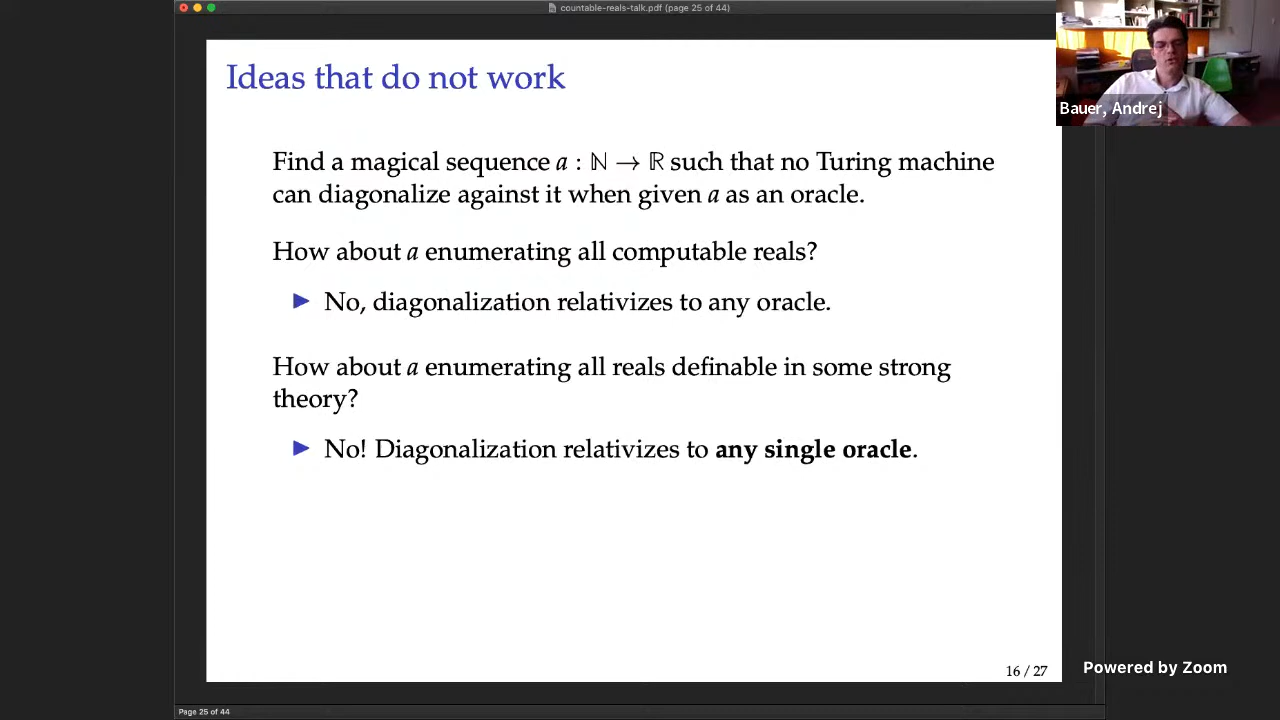 countable-reals-talk.pdf (page 25 of 44)
Ideas that do not work
Bauer, Andrej
Find a magical sequence a : ℕ → ℝ such that no Turing machine
can diagonalize against it when given a as an oracle.
How about a enumerating all computable reals?
▶ No, diagonalization relativizes to any oracle.
How about a enumerating all reals definable in some strong
theory?
▶ No! Diagonalization relativizes to any single oracle.
16 / 27
Powered by Zoom
Page 25 of 44